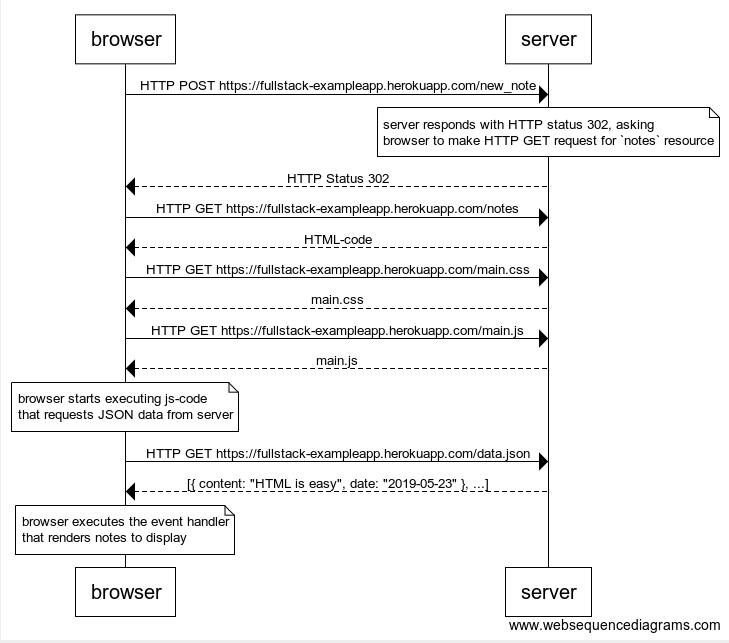 browser
server
HTTP POST https://fullstack-exampleapp.herokuapp.com/new_note
server responds with HTTP status 302, asking
browser to make HTTP GET request for `notes` resource
HTTP Status 302
HTTP GET https://fullstack-exampleapp.herokuapp.com/notes
HTML-code
HTTP GET https://fullstack-exampleapp.herokuapp.com/main.css
main.css
HTTP GET https://fullstack-exampleapp.herokuapp.com/main.js
main.js
browser starts executing js-code
that requests JSON data from server
HTTP GET https://fullstack-exampleapp.herokuapp.com/data.json
[{ content: "HTML is easy", date: "2019-05-23" }, ...]
browser executes the event handler
that renders notes to display
browser
server
www.websequencediagrams.com